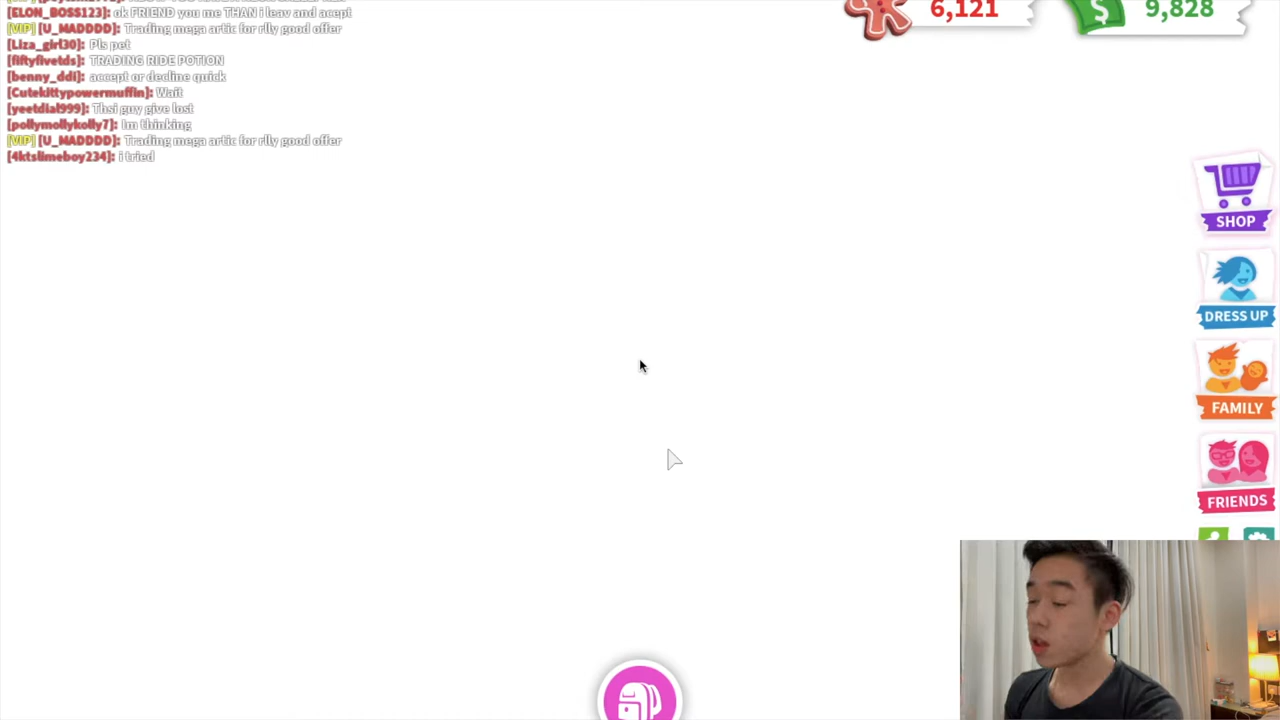 6,121
9,828
[ELON_BOSS123]: ok FRIEND you me THAN i leav and acept
[VIP] [U_MADDDD]: Trading mega artic for rlly good offer
[Liza_girl30]: Pls pet
[fiftyfivetds]: TRADING RIDE POTION
[benny_ddi]: accept or decline quick
[Cutekittypowermuffin]: Wait
[yeetdial999]: Thsi guy give lost
[pollymollykolly7]: Im thinking
[VIP] [U_MADDDD]: Trading mega artic for rlly good offer
[4ktslimeboy234]: i tried
SHOP
DRESS UP
FAMILY
FRIENDS